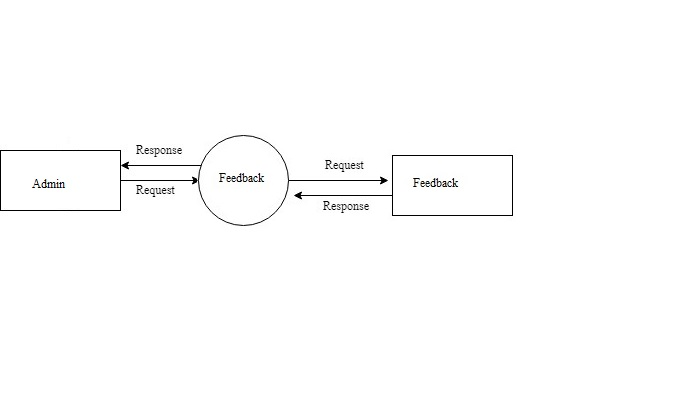 Response
Request
Admin
Request
Feedback
Feedback
Response